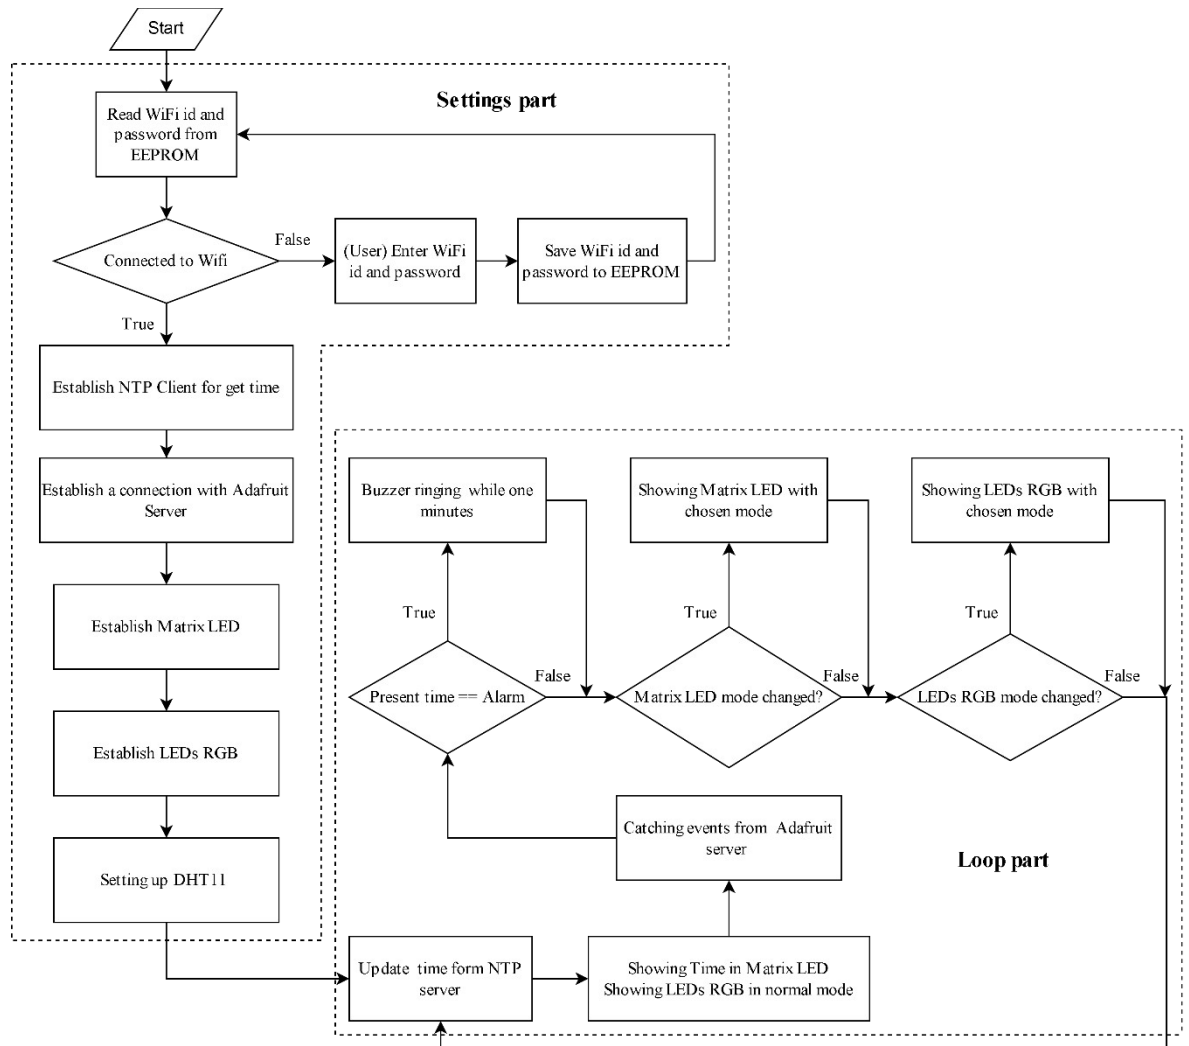 Start
Settings part
Read WiFi id and
password from
EEPROM
Connected to Wifi
False
(User) Enter WiFi
id and password
Save WiFi id and
password to EEPROM
True
Establish NTP Client for get time
Establish a connection with Adafruit
Server
Establish Matrix LED
Establish LEDs RGB
Setting up DHT11
Buzzer ringing while one
minutes
Showing Matrix LED with
chosen mode
Showing LEDs RGB with
chosen mode
True
True
True
Present time == Alarm
False
Matrix LED mode changed?
False
LEDs RGB mode changed?
False
Catching events from Adafruit
server
Loop part
Update time form NTP
server
Showing Time in Matrix LED
Showing LEDs RGB in normal mode